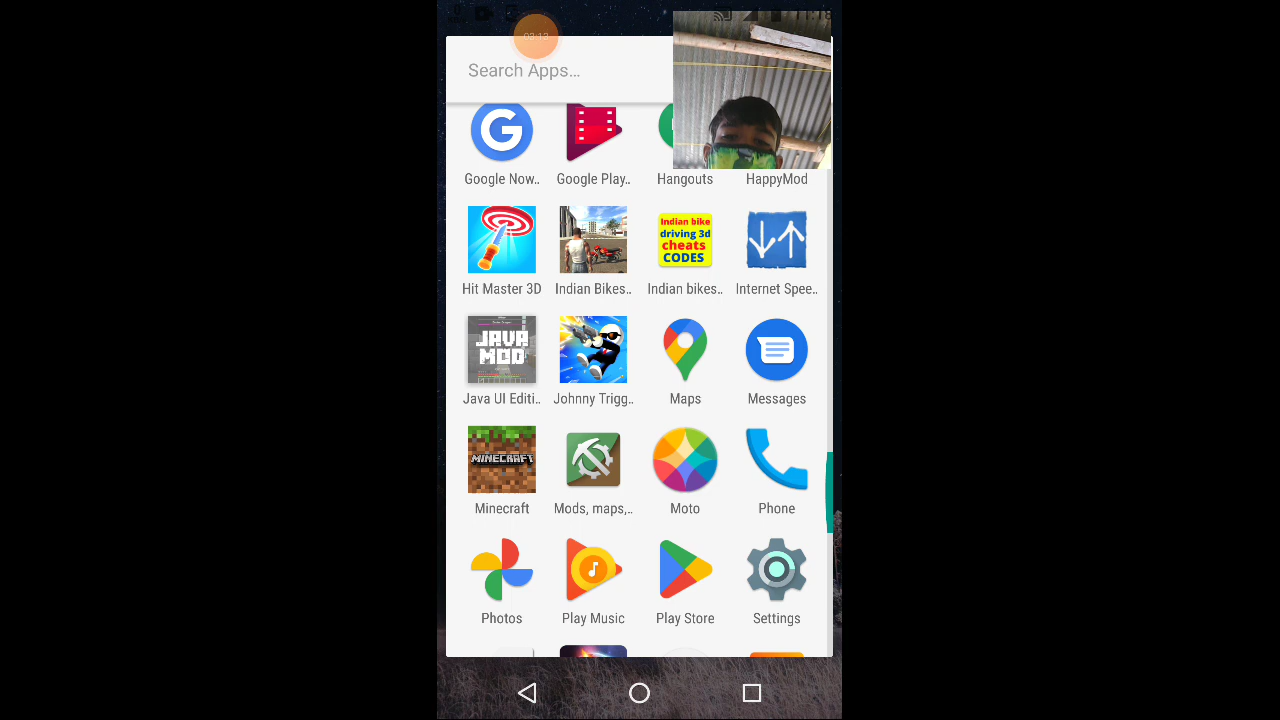 03:13
Search Apps...
Google Now..
Google Play..
Hangouts
HappyMod
Indian bike
driving 3d
cheats
CODES
Hit Master 3D
Indian Bikes..
Indian bikes..
Internet Spee..
JAVA
MOD
Java UI Editi..
Johnny Trigg..
Maps
Messages
MINECRAFT
Minecraft
Mods, maps,..
Moto
Phone
Photos
Play Music
Play Store
Settings